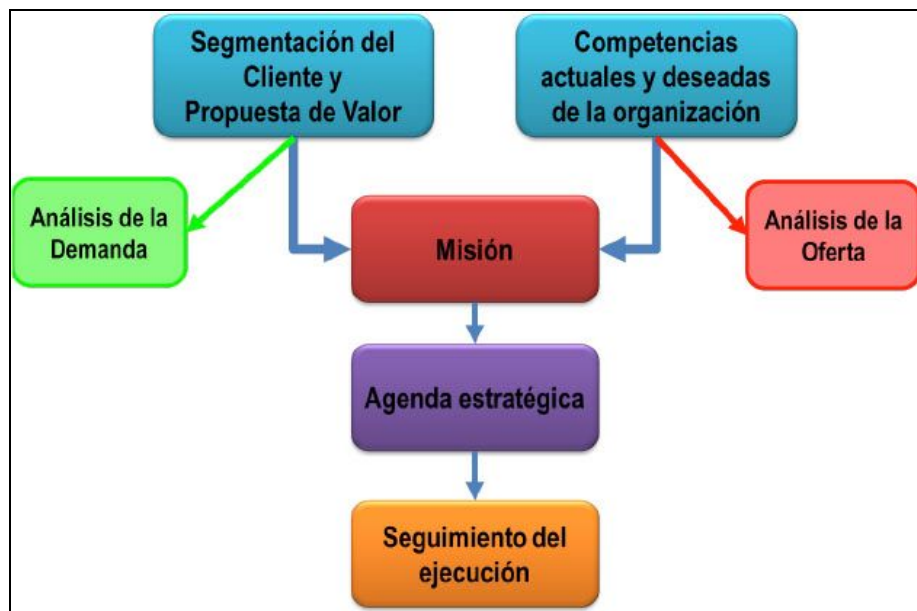 Segmentación del
Cliente y
Propuesta de Valor
Competencias
actuales y deseadas
de la organización
Análisis de la
Demanda
Misión
Análisis de la
Oferta
Agenda estratégica
Seguimiento del
ejecución